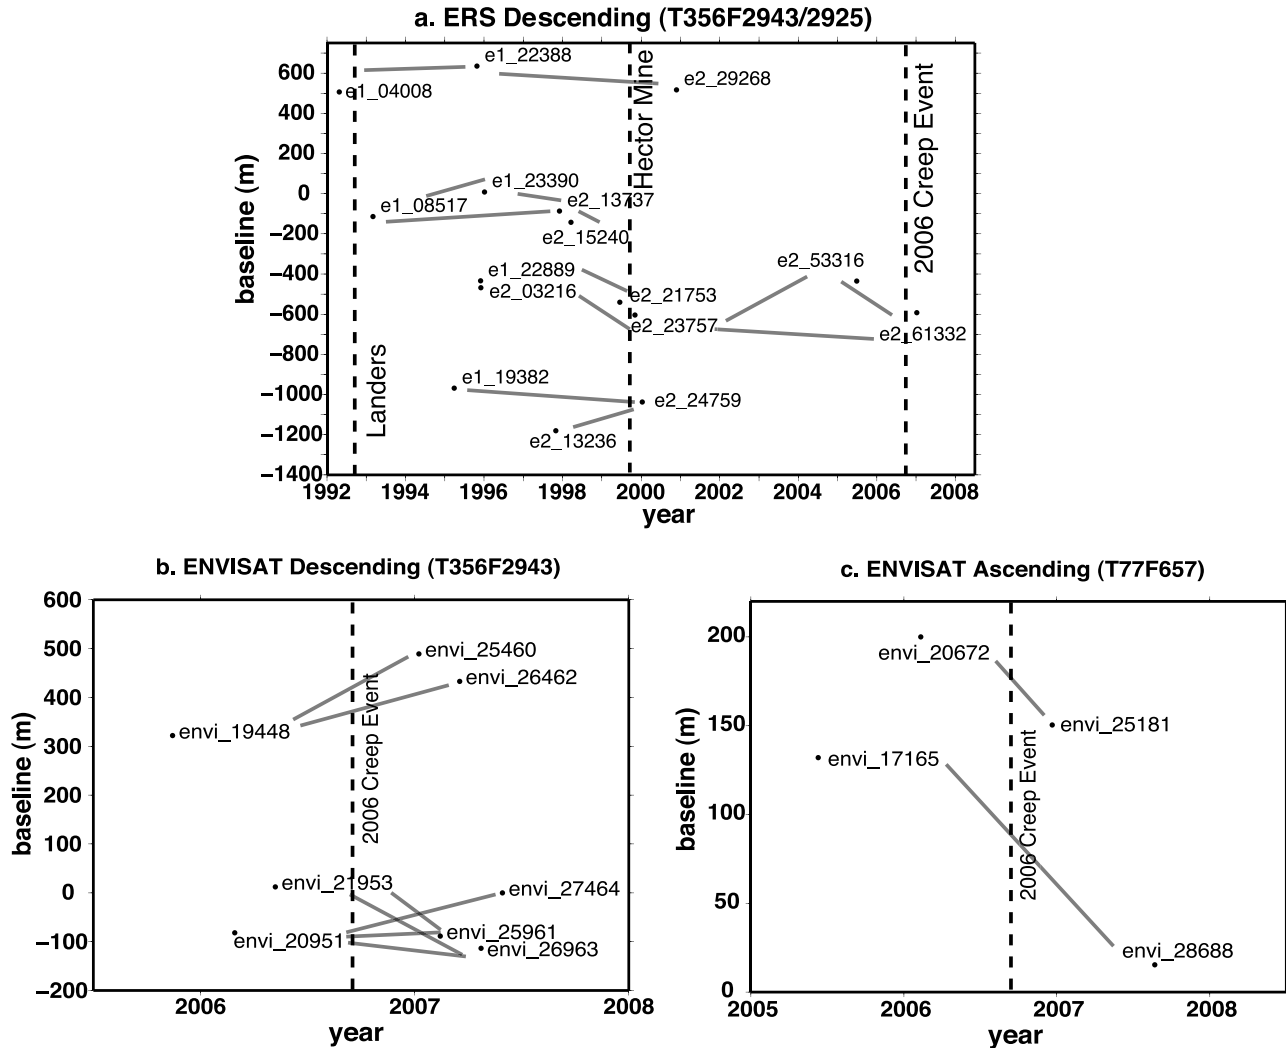 a. ERS Descending (T356F2943/2925)
baseline (m)
600
400
200
0
−200
−400
−600
−800
−1000
−1200
−1400
e1_22388
e2_29268
e1_04008
e1_23390
e2_13737
e1_08517
e2_15240
e2_53316
e1_22889
e2_03216
e2_21753
e2_23757
e2_61332
e1_19382
e2_24759
e2_13236
Landers
Hector Mine
2006 Creep Event
1992 1994 1996 1998 2000 2002 2004 2006 2008
year
b. ENVISAT Descending (T356F2943)
baseline (m)
600
500
400
300
200
100
0
−100
−200
envi_25460
envi_26462
envi_19448
2006 Creep Event
envi_21953
envi_27464
envi_20951
envi_25961
envi_26963
2006 2007 2008
year
c. ENVISAT Ascending (T77F657)
baseline (m)
200
150
100
50
0
envi_20672
envi_25181
envi_17165
2006 Creep Event
envi_28688
2005 2006 2007 2008
year